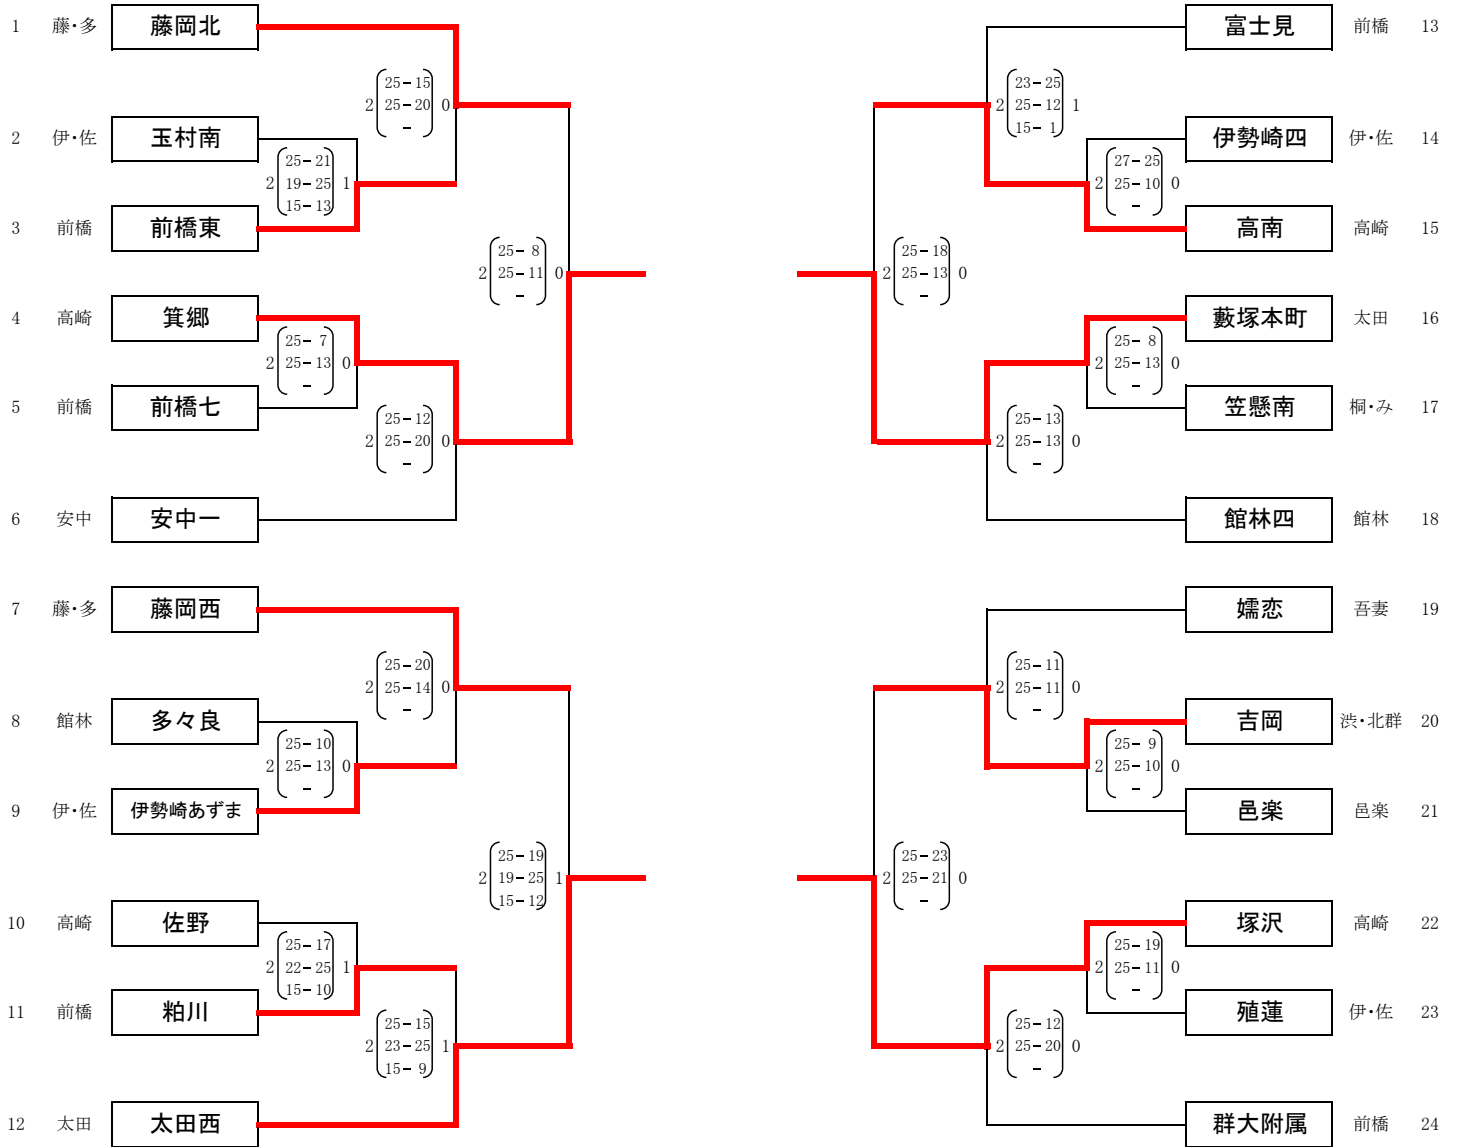 1 藤・多 藤岡北
2 伊・佐 玉村南
3 前橋 前橋東
4 高崎 箕郷
5 前橋 前橋七
6 安中 安中一
7 藤・多 藤岡西
8 館林 多々良
9 伊・佐 伊勢崎あずま
10 高崎 佐野
11 前橋 粕川
12 太田 太田西
25-15
2 25-20 0
-
25-21
2 19-25 1
15-13
25-8
2 25-11 0
-
25-7
2 25-13 0
-
25-12
2 25-20 0
-
25-20
2 25-14 0
-
25-10
2 25-13 0
-
25-19
2 19-25 1
15-12
25-17
2 22-25 1
15-10
25-15
2 23-25 1
15-9
富士見 前橋 13
伊勢崎四 伊・佐 14
高南 高崎 15
藪塚本町 太田 16
笠懸南 桐・み 17
館林四 館林 18
嬬恋 吾妻 19
吉岡 渋・北群 20
邑楽 邑楽 21
塚沢 高崎 22
殖蓮 伊・佐 23
群大附属 前橋 24
23-25
2 25-12 1
15-1
27-25
2 25-10 0
-
25-18
2 25-13 0
-
25-8
2 25-13 0
-
25-13
2 25-13 0
-
25-11
2 25-11 0
-
25-9
2 25-10 0
-
25-23
2 25-21 0
-
25-19
2 25-11 0
-
25-12
2 25-20 0
-